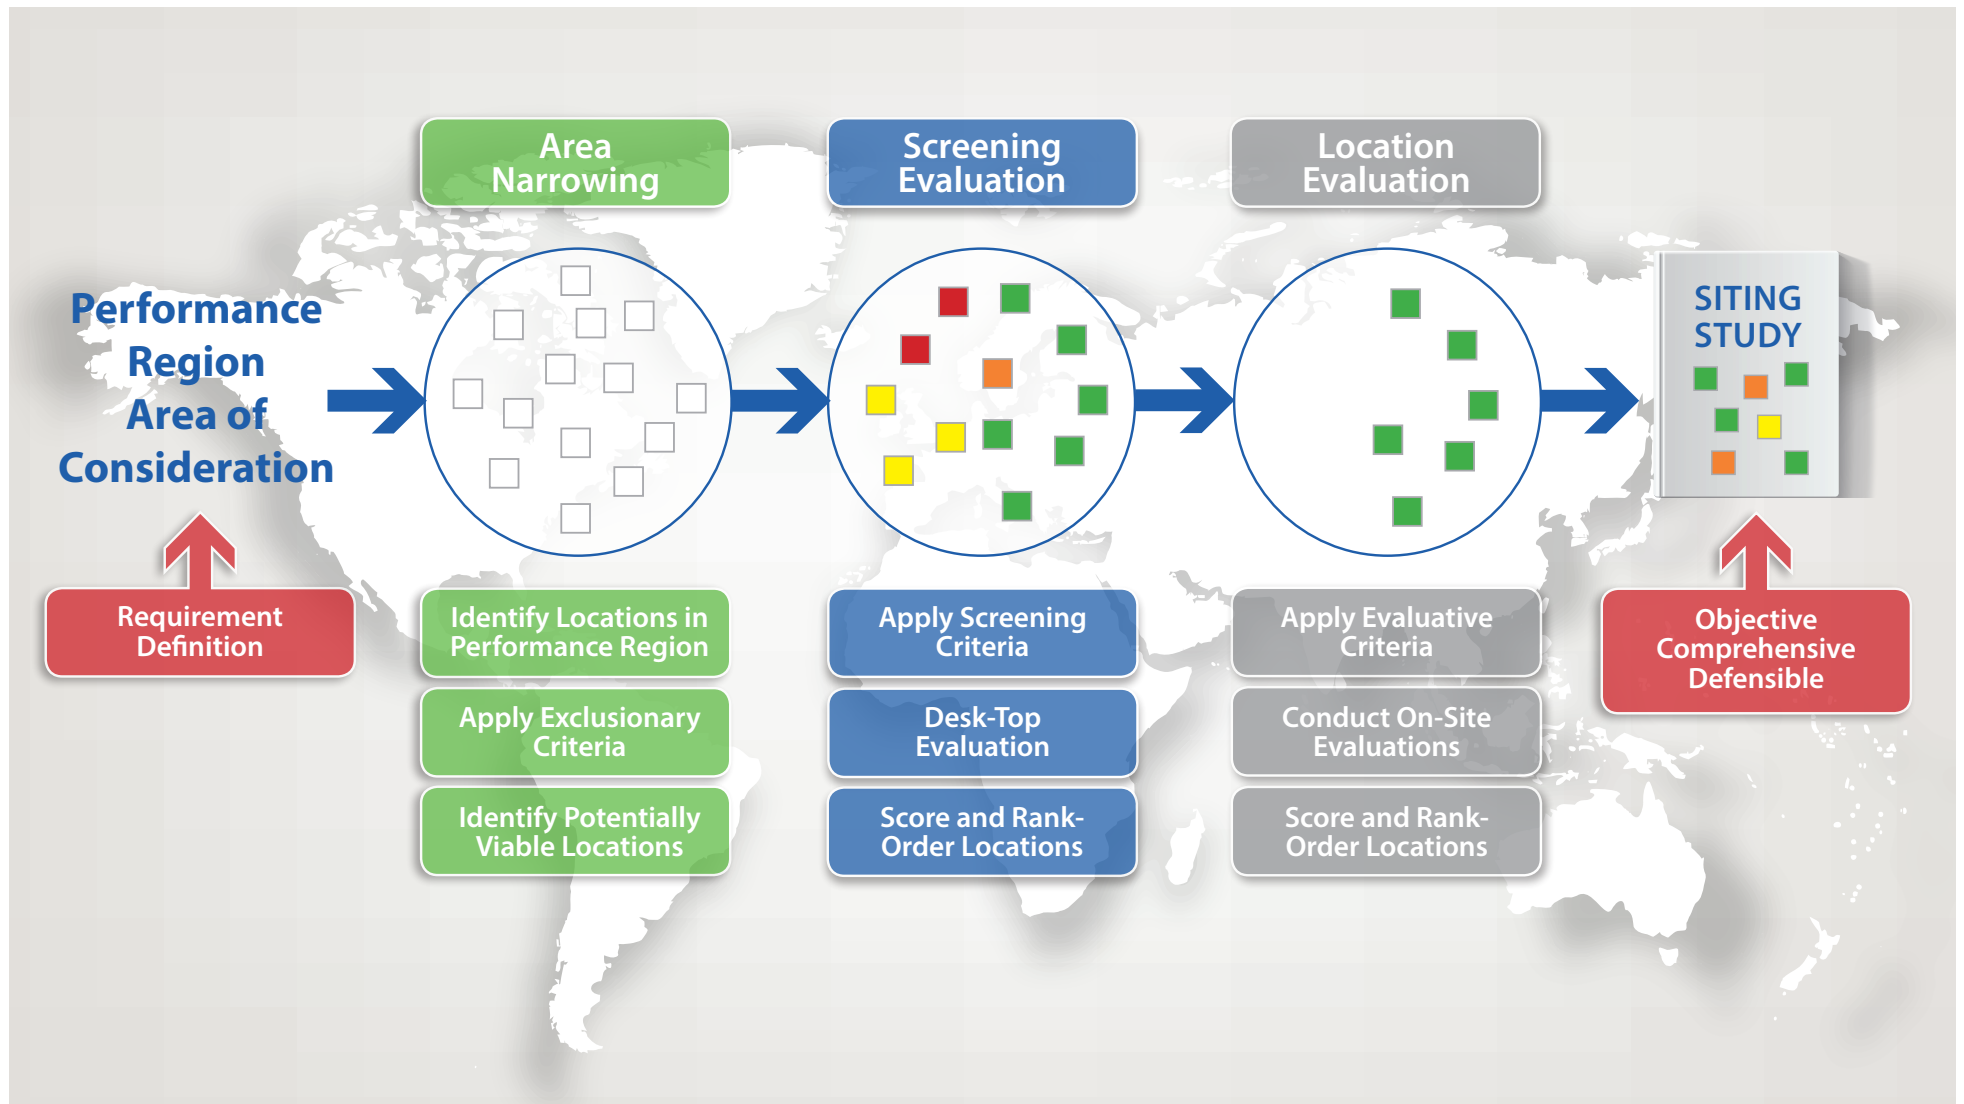 Area
Narrowing
Screening
Evaluation
Location
Evaluation
Performance
Region
Area of
Consideration
SITING
STUDY
Requirement
Definition
Identify Locations in
Performance Region
Apply Exclusionary
Criteria
Identify Potentially
Viable Locations
Apply Screening
Criteria
Desk-Top
Evaluation
Score and Rank-
Order Locations
Apply Evaluative
Criteria
Conduct On-Site
Evaluations
Score and Rank-
Order Locations
Objective
Comprehensive
Defensible